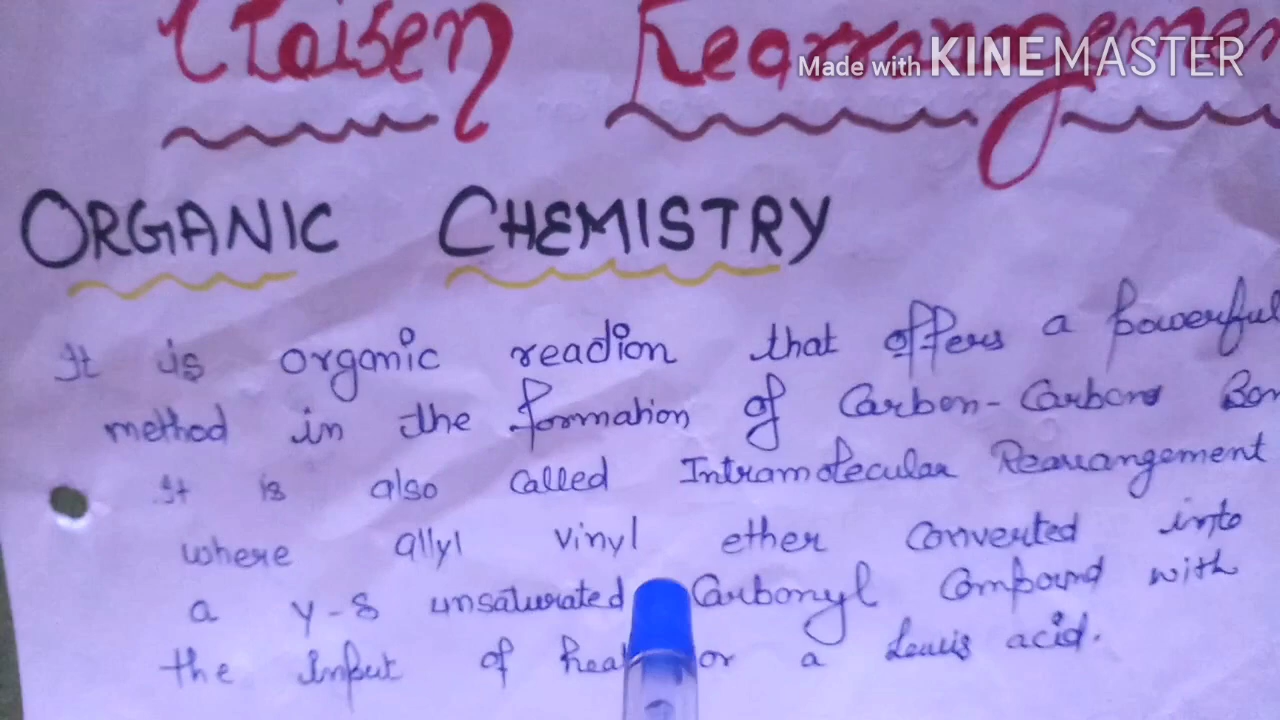 Claisen Rearrangemen
Made with KINEMASTER
ORGANIC CHEMISTRY
It is organic reaction that offers a powerful
method in the formation of Carbon-Carbon Bon
It is also called Intramolecular Rearrangement
where allyl vinyl ether converted into
a y-8 unsaturated Carbonyl Compound with
the input of heat or a Lewis acid.